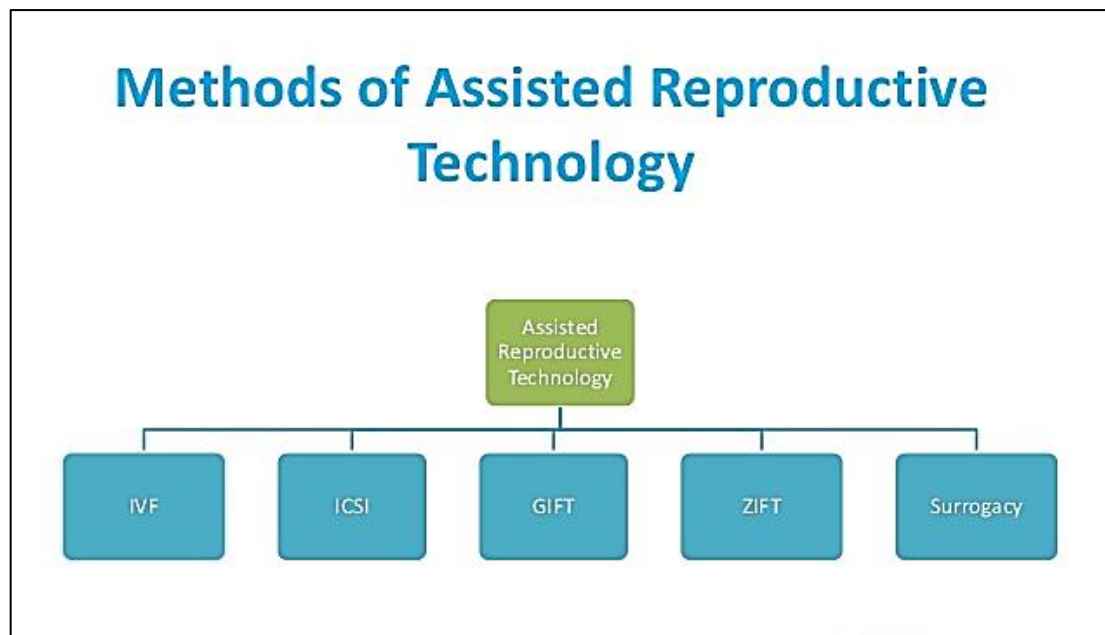 Methods of Assisted Reproductive
Technology
Assisted
Reproductive
Technology
IVF
ICSI
GIFT
ZIFT
Surrogacy